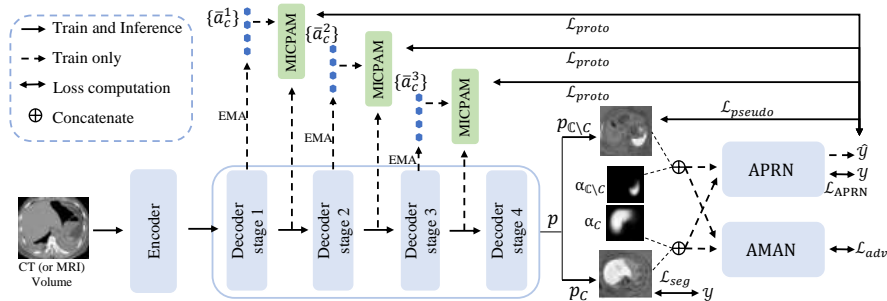 Train and Inference
Train only
Loss computation
Concatenate
{ā_c^1}
{ā_c^2}
{ā_c^3}
MICPAM
MICPAM
MICPAM
ℒ_proto
ℒ_proto
ℒ_proto
ℒ_pseudo
EMA
EMA
EMA
CT (or MRI)
Volume
Encoder
Decoder
stage 1
Decoder
stage 2
Decoder
stage 3
Decoder
stage 4
p
p_ℂ\C
α_ℂ\C
α_C
p_C
ℒ_seg
𝒴
APRN
AMAN
ŷ
𝒴
ℒ_APRN
ℒ_adv